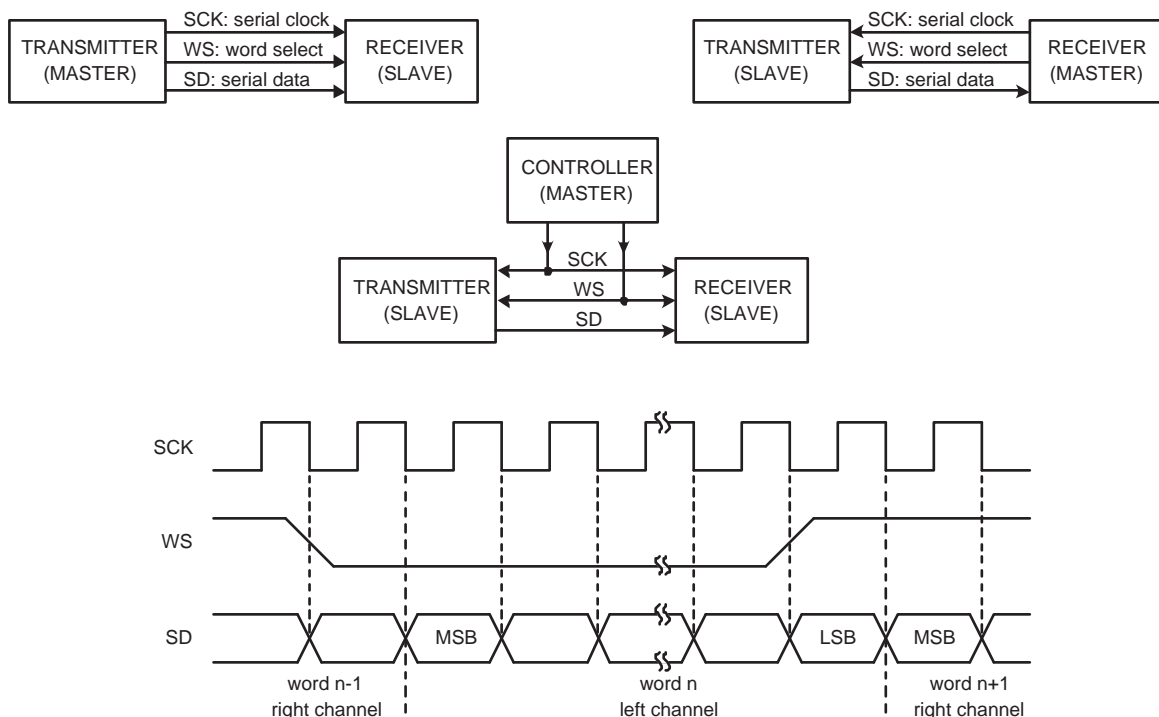 SCK: serial clock
TRANSMITTER
(MASTER)
WS: word select
RECEIVER
(SLAVE)
SD: serial data
SCK: serial clock
TRANSMITTER
(SLAVE)
WS: word select
RECEIVER
(MASTER)
SD: serial data
CONTROLLER
(MASTER)
TRANSMITTER
(SLAVE)
SCK
WS
SD
RECEIVER
(SLAVE)
SCK
WS
SD
MSB
LSB
MSB
word n-1
right channel
word n
left channel
word n+1
right channel